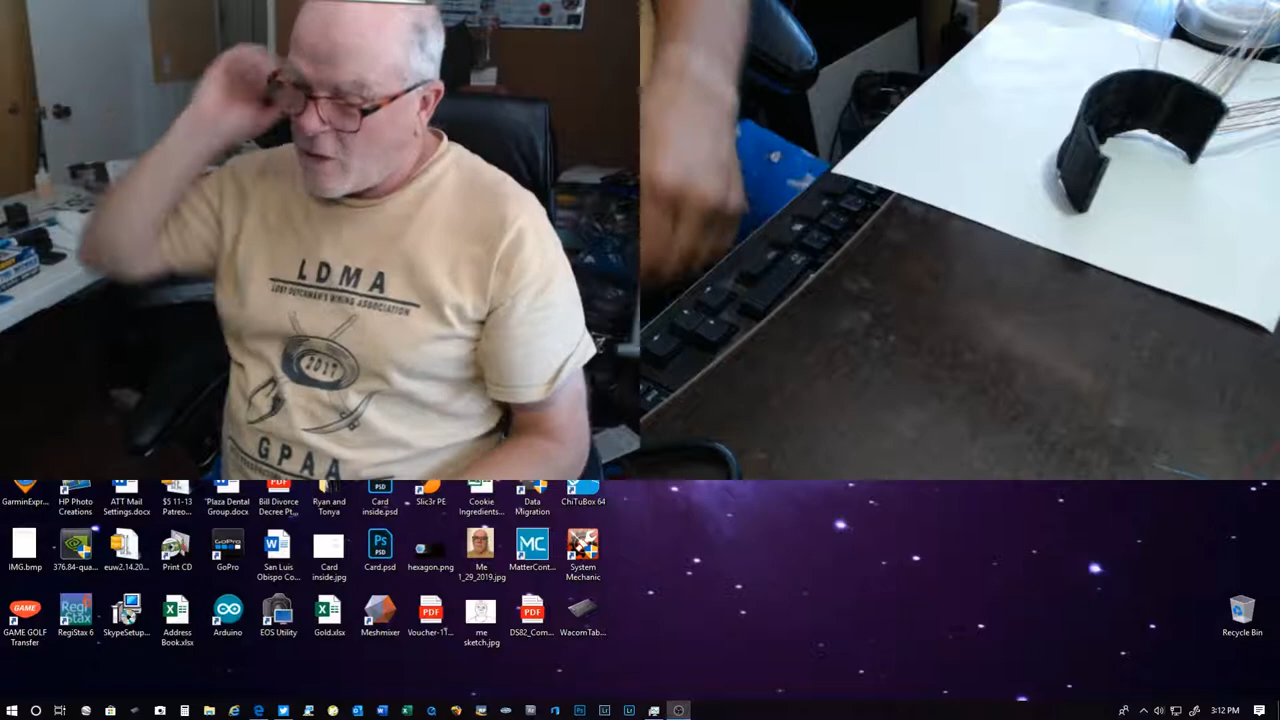 LDMA
LOST DUTCHMAN'S MINING ASSOCIATION
2017
GPAA
GarminExpr...
HP Photo Creations
ATT Mail Settings.docx
$5 11-13 Patreo...
"Plaza Dental Group.docx
Bill Divorce Decree Pt...
Ryan and Tonya
Card inside.psd
Slic3r PE
Cookie Ingredients...
Data Migration
ChiTuBox 64
IMG.bmp
376.84-qua...
euw2.14.20...
Print CD
GoPro
San Luis Obispo Co...
Card inside.jpg
Card.psd
hexagon.png
Me 1_29_2019.jpg
MatterCont...
System Mechanic
GAME GOLF Transfer
RegiStax 6
SkypeSetup...
Address Book.xlsx
Arduino
EOS Utility
Gold.xlsx
Meshmixer
Voucher-1T...
me sketch.jpg
DS82_Com...
WacomTab...
Recycle Bin
3:12 PM